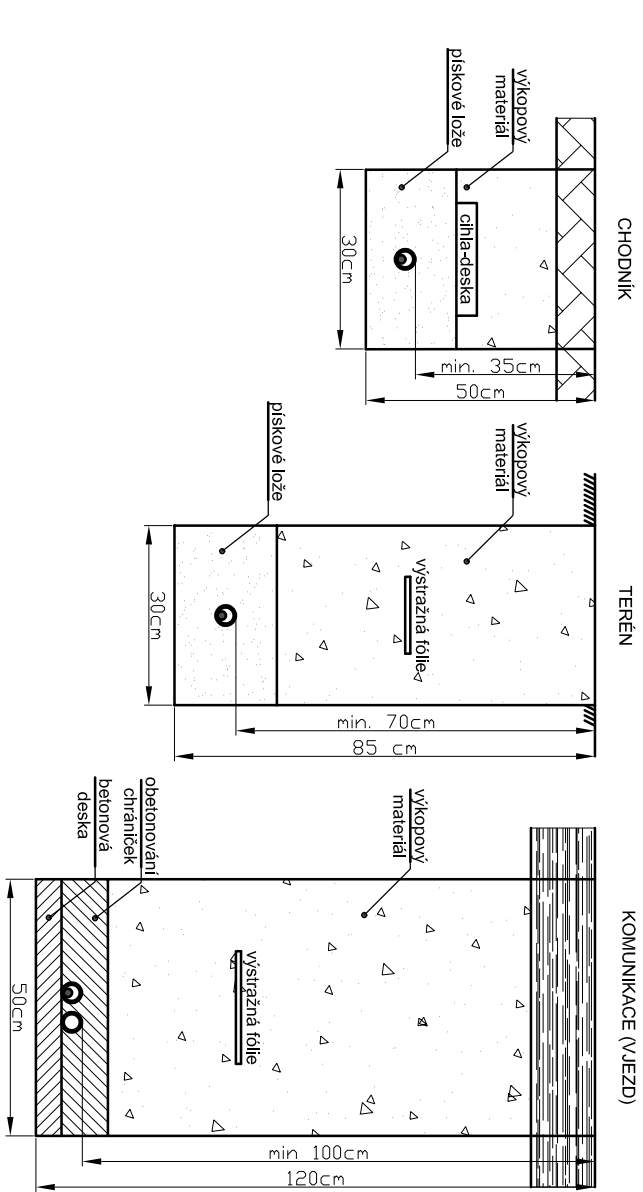 CHODNÍK
výkopový
materiál
pískové lože
cihla-deska
min. 35cm
50cm
30cm
TERÉN
výkopový
materiál
pískové lože
výstražná fólie
min. 70cm
85 cm
30cm
KOMUNIKACE (VJEZD)
výkopový
materiál
obetonování
chrániček
betonová
deska
výstražná fólie
min 100cm
120cm
50cm